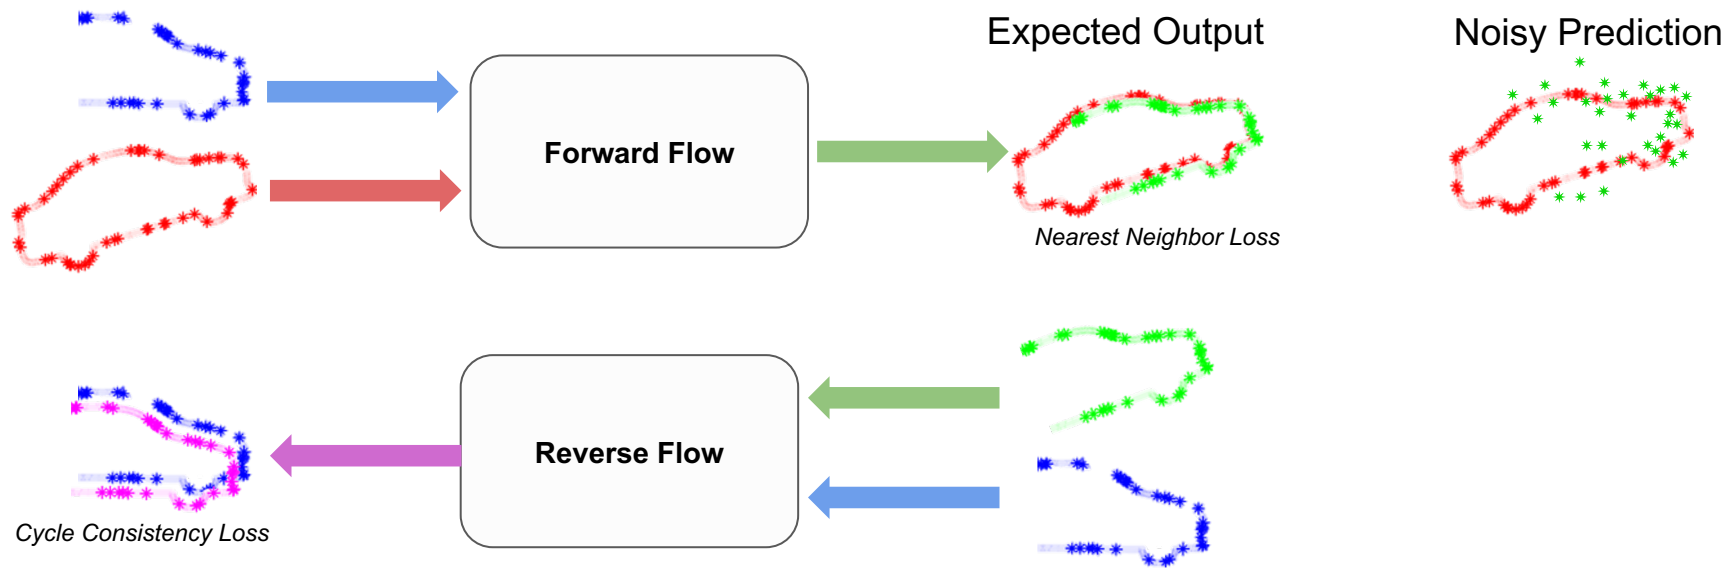 Expected Output
Noisy Prediction
Forward Flow
Nearest Neighbor Loss
Reverse Flow
Cycle Consistency Loss